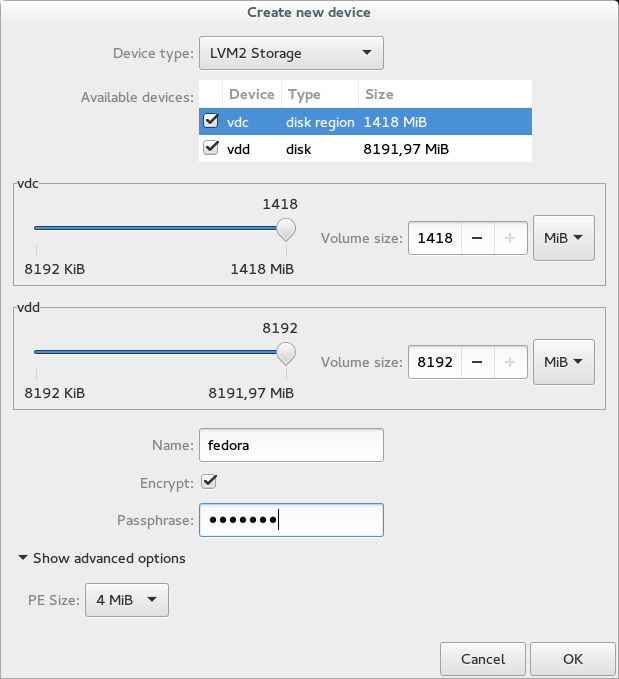 Create new device
Device type: LVM2 Storage
Available devices: Device Type Size
vdc disk region 1418 MiB
vdd disk 8191,97 MiB
vdc
1418
Volume size: 1418 − + MiB
8192 KiB 1418 MiB
vdd
8192
Volume size: 8192 − + MiB
8192 KiB 8191,97 MiB
Name: fedora
Encrypt:
Passphrase: •••••••
Show advanced options
PE Size: 4 MiB
Cancel OK